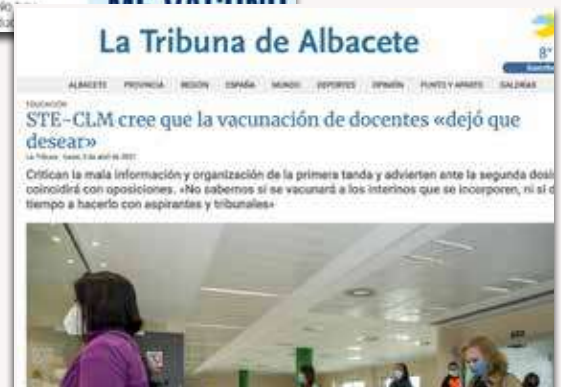 ME VACUNO
La Tribuna de Albacete
8°
ALBACETE PROVINCIA REGIÓN ESPAÑA MUNDO DEPORTES OPINIÓN PUNTO Y APARTE GALERÍAS
EDUCACIÓN
STE-CLM cree que la vacunación de docentes «dejó que
desear»
Critican la mala información y organización de la primera tanda y advierten ante la segunda dosis
coincidirá con oposiciones. «No sabemos si se vacunará a los interinos que se incorporen, ni si d
tiempo a hacerlo con aspirantes y tribunales»